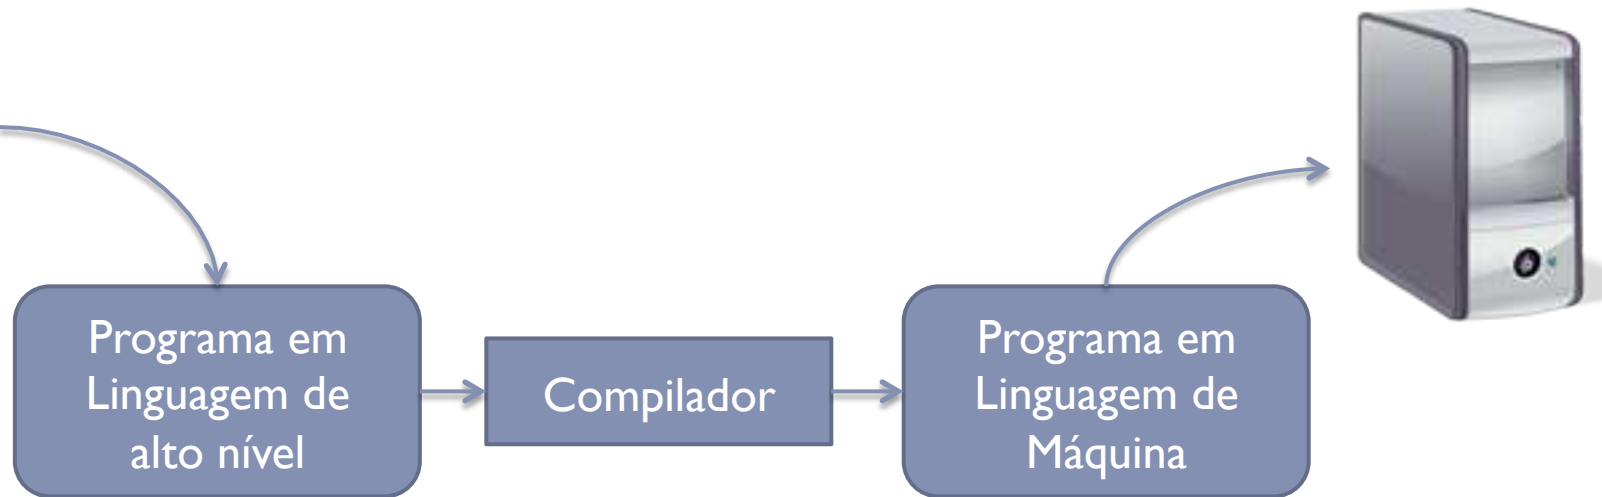 Programa em
Linguagem de
alto nível
Compilador
Programa em
Linguagem de
Máquina